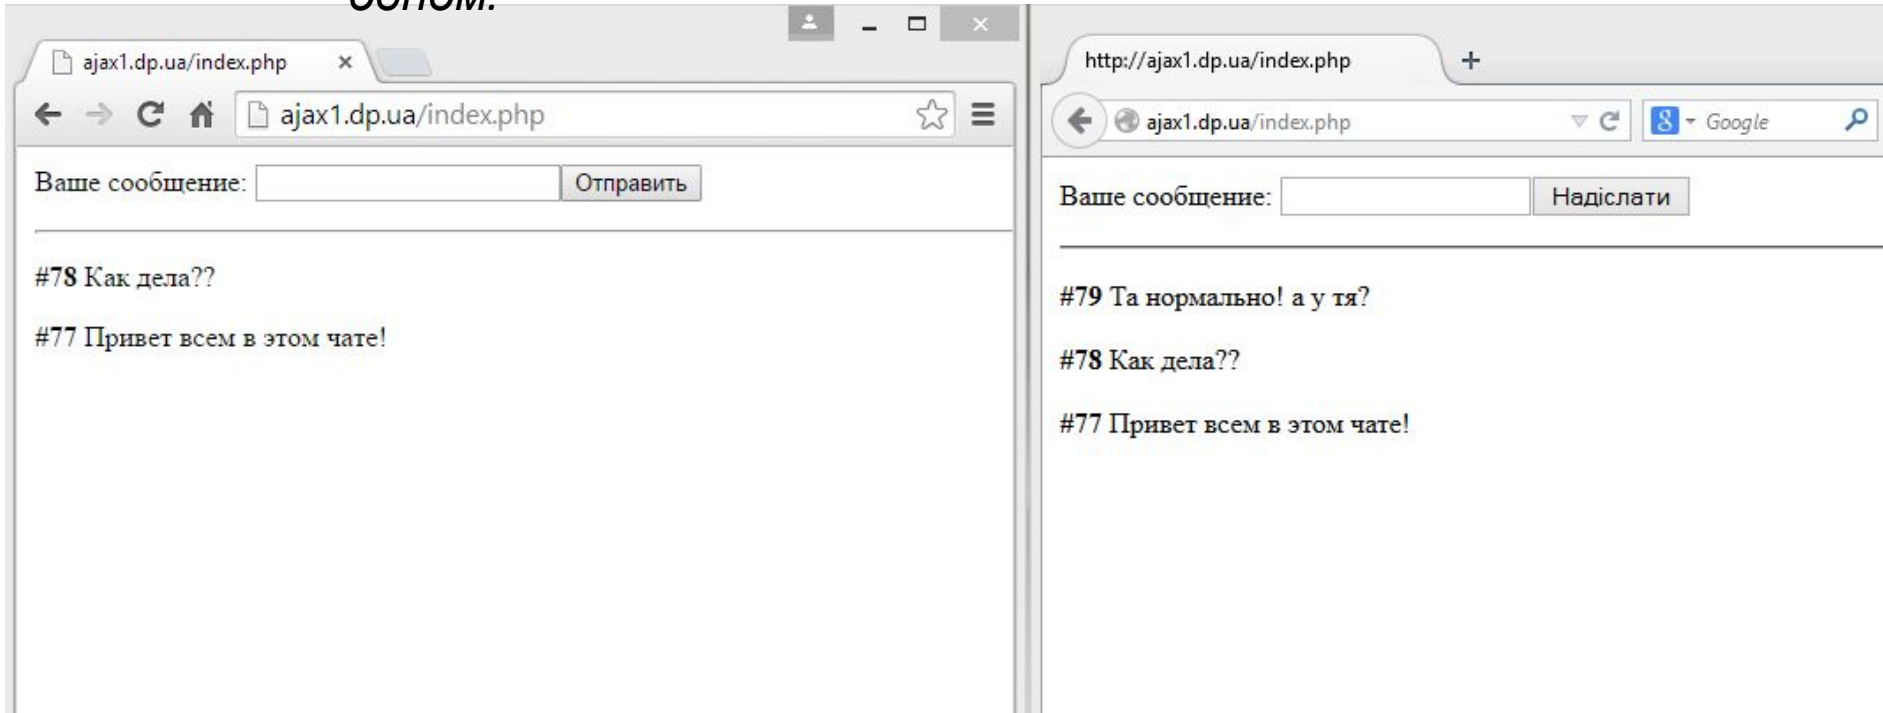 ajax1.dp.ua/index.php
ajax1.dp.ua/index.php
Ваше сообщение: Отправить
#78 Как дела??
#77 Привет всем в этом чате!
http://ajax1.dp.ua/index.php
ajax1.dp.ua/index.php
8 Google
Ваше сообщение: Надіслати
#79 Та нормально! а у тя?
#78 Как дела??
#77 Привет всем в этом чате!